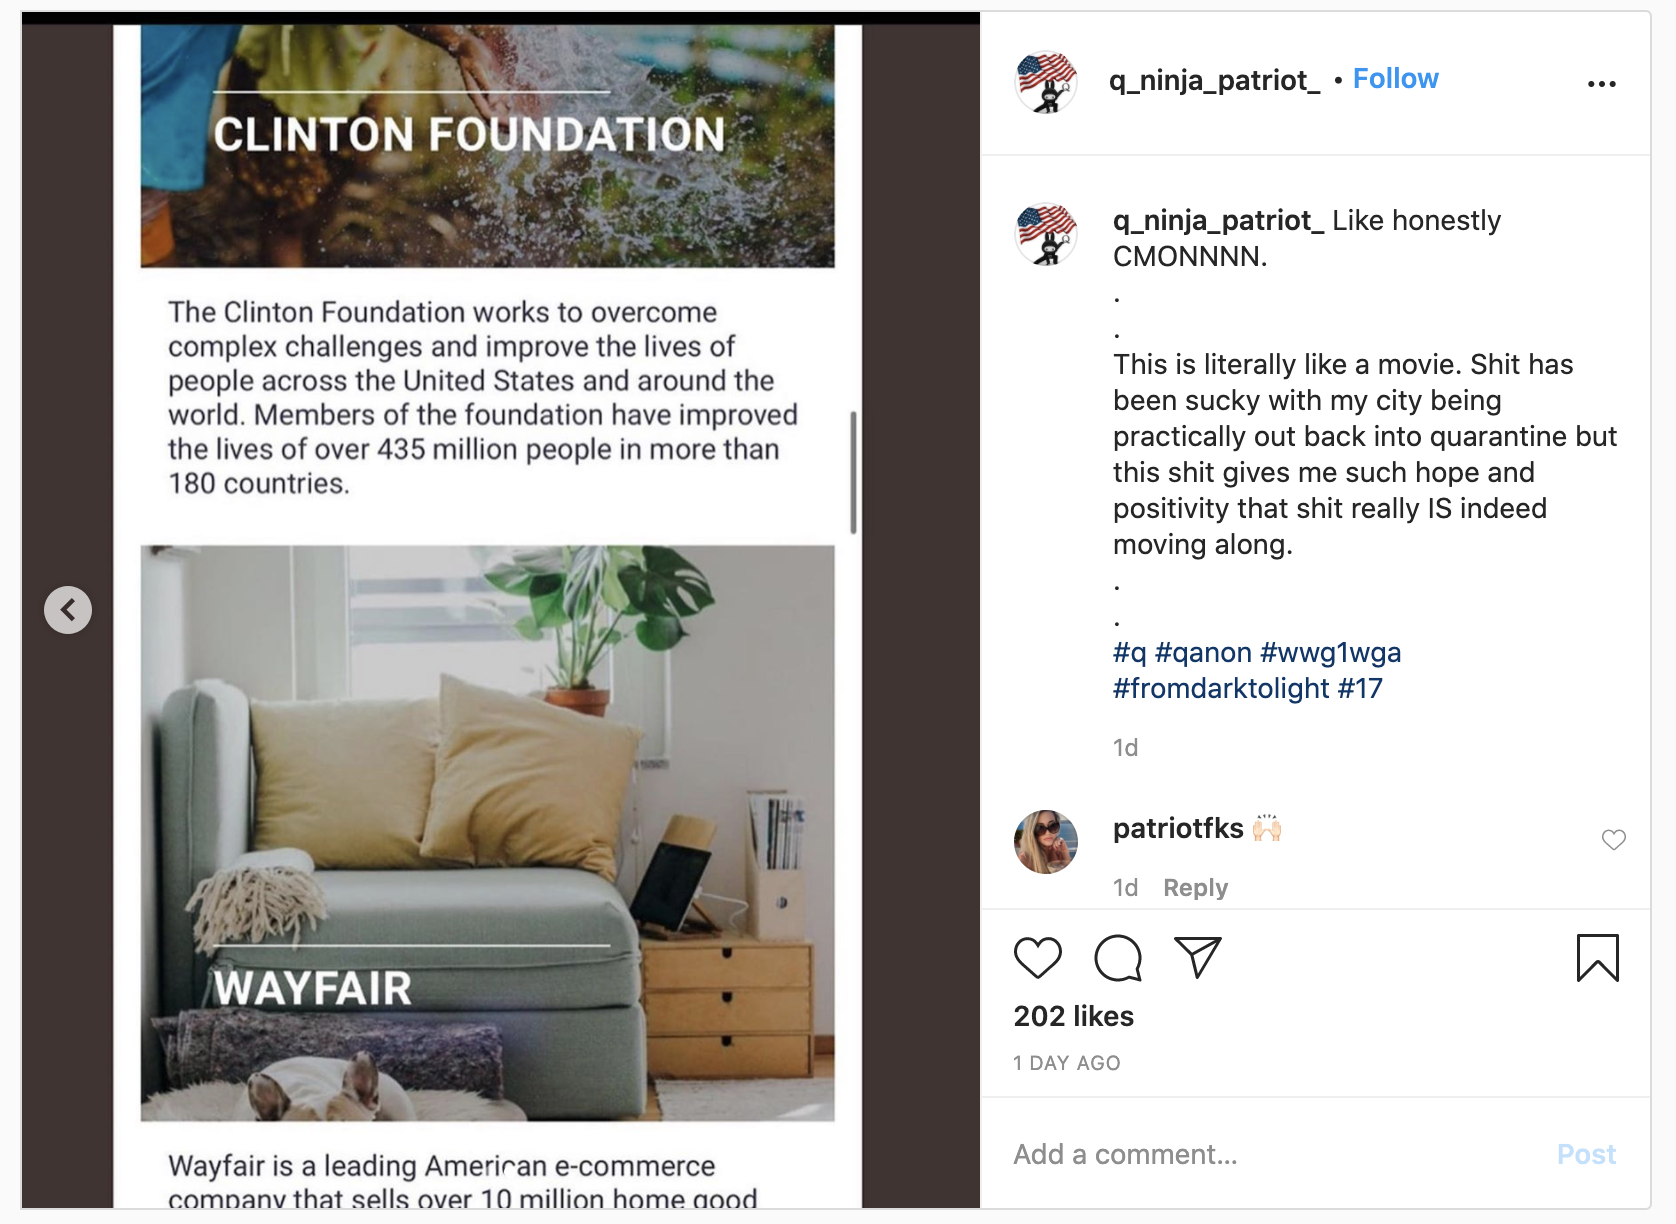 CLINTON FOUNDATION
The Clinton Foundation works to overcome
complex challenges and improve the lives of
people across the United States and around the
world. Members of the foundation have improved
the lives of over 435 million people in more than
180 countries.
WAYFAIR
Wayfair is a leading American e-commerce
company that sells over 10 million home good
q_ninja_patriot_ • Follow
q_ninja_patriot_ Like honestly
CMONNNN.
.
.
This is literally like a movie. Shit has
been sucky with my city being
practically out back into quarantine but
this shit gives me such hope and
positivity that shit really IS indeed
moving along.
.
.
#q #qanon #wwg1wga
#fromdarktolight #17
1d
patriotfks 🙌🏻
1d Reply
202 likes
1 DAY AGO
Add a comment... Post